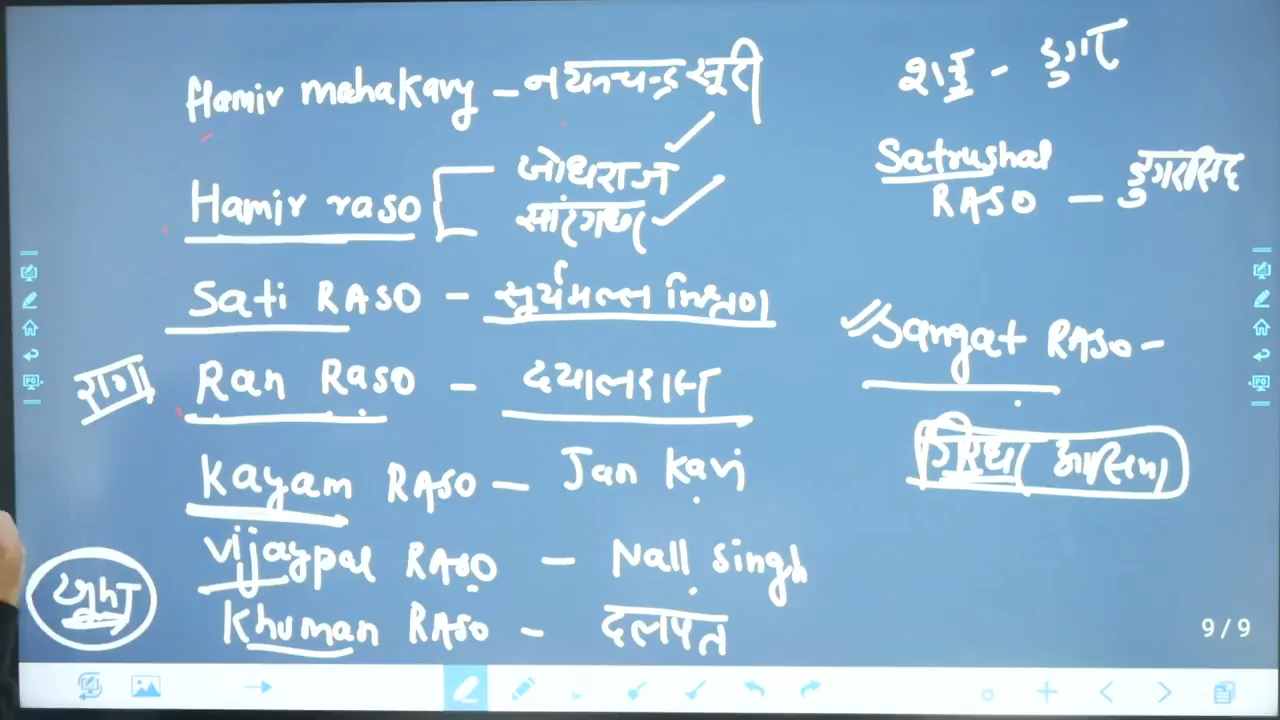 Hamir mahakavy – नयनचन्द्र सूरी
Hamir raso
जोधराज
सांरगधर
Sati RASO – सूर्यमल्ल मिश्रण
राणा
Ran Raso – दयालदास
Kayam RASO – Jan Kavi
vijaypal RASO – Nall singh
Khuman RASO – दलपत
शत्रु - डुगर
Satrushal
RASO – डुगरसिंह
Sangat RASO –
गिरधर आसिया
9/9